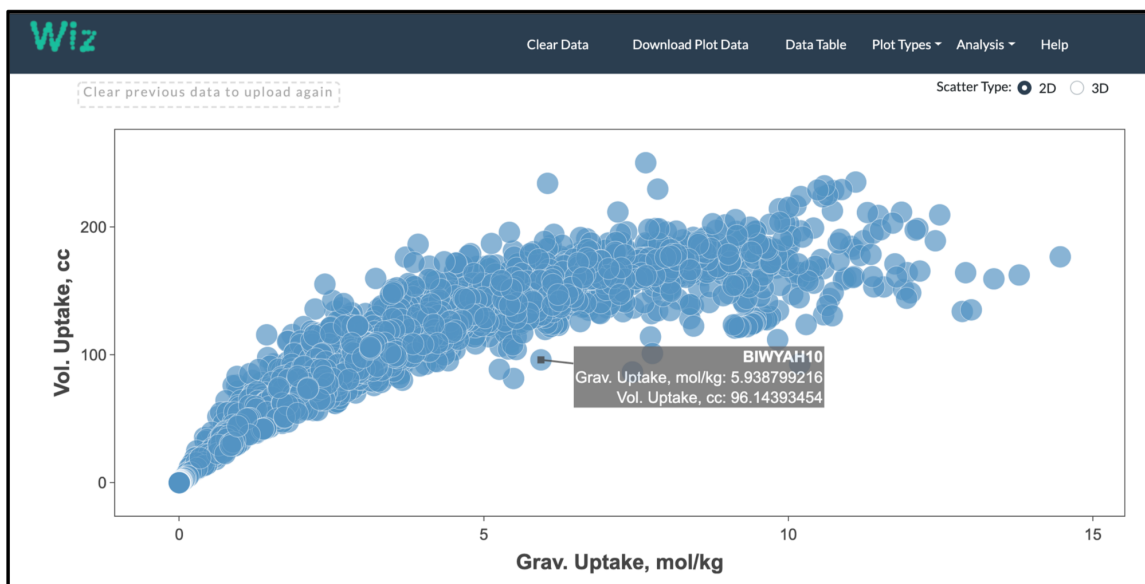 Wiz
Clear Data Download Plot Data Data Table Plot Types Analysis Help
Clear previous data to upload again
Scatter Type: 2D 3D
Vol. Uptake, cc
200
100
0
BIWYAH10
Grav. Uptake, mol/kg: 5.938799216
Vol. Uptake, cc: 96.14393454
0 5 10 15
Grav. Uptake, mol/kg